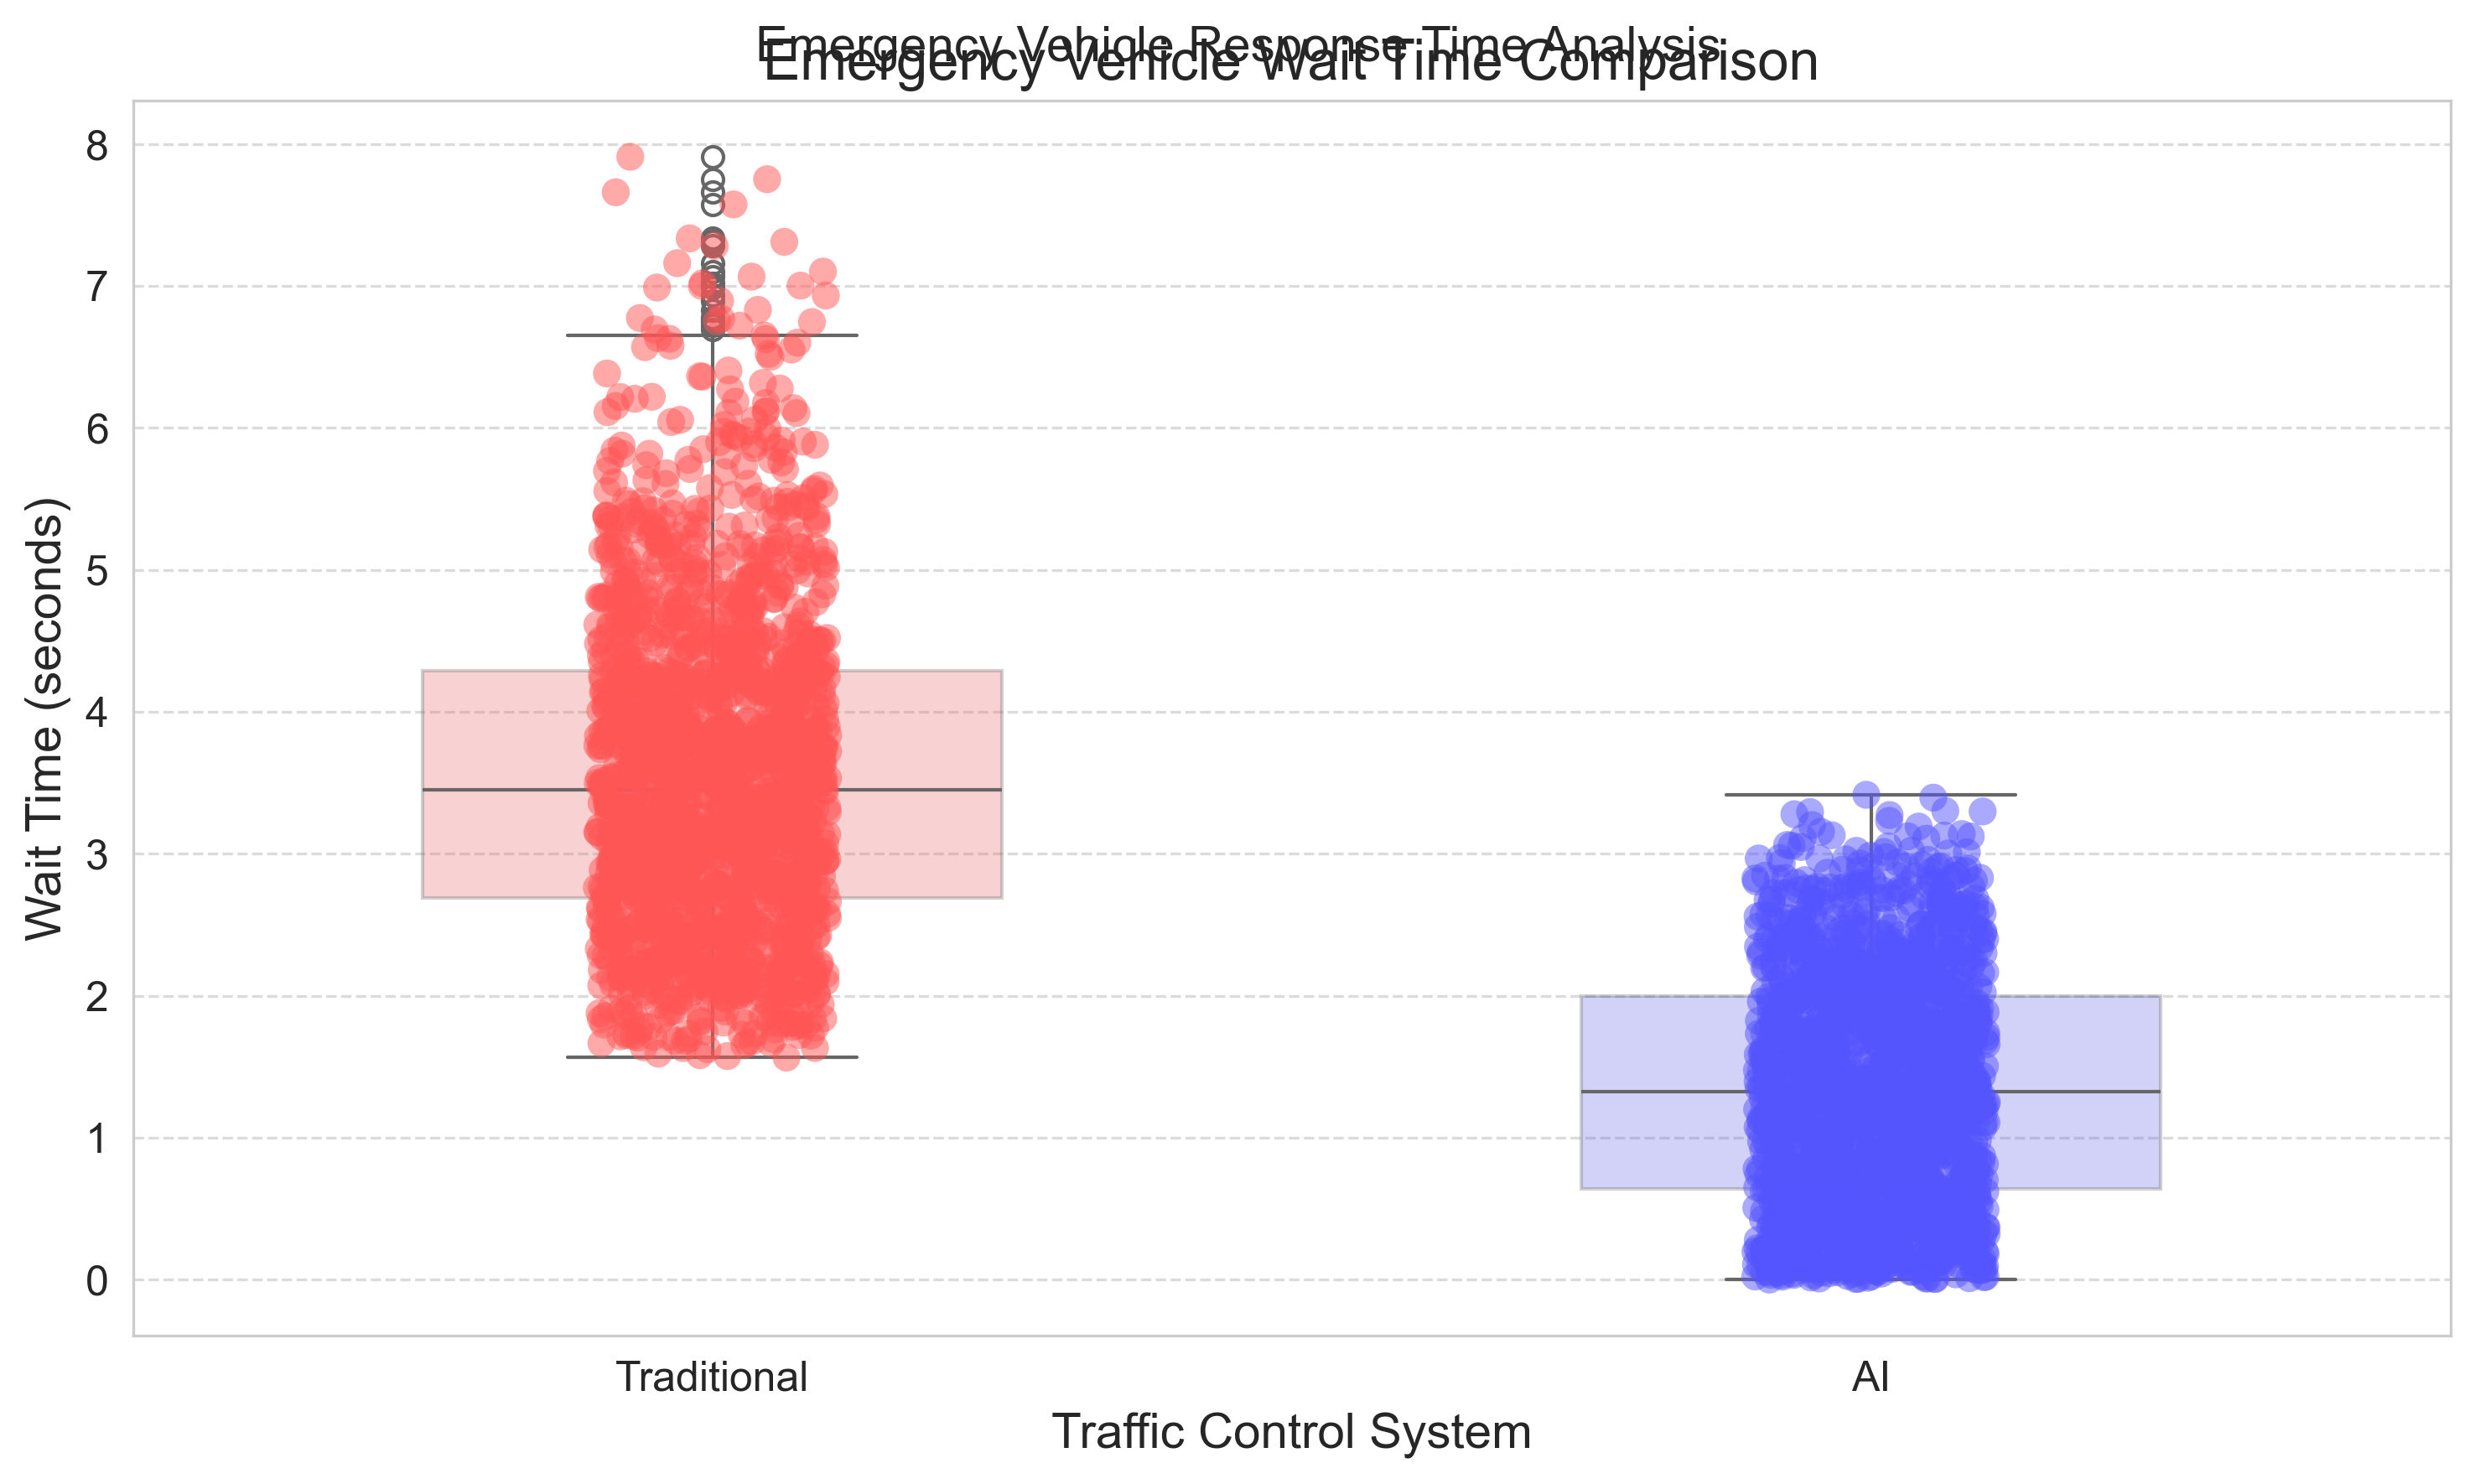 Emergency Vehicle Response Time Analysis
Emergency Vehicle Wait Time Comparison
Wait Time (seconds)
8
7
6
5
4
3
2
1
0
Traditional
AI
Traffic Control System